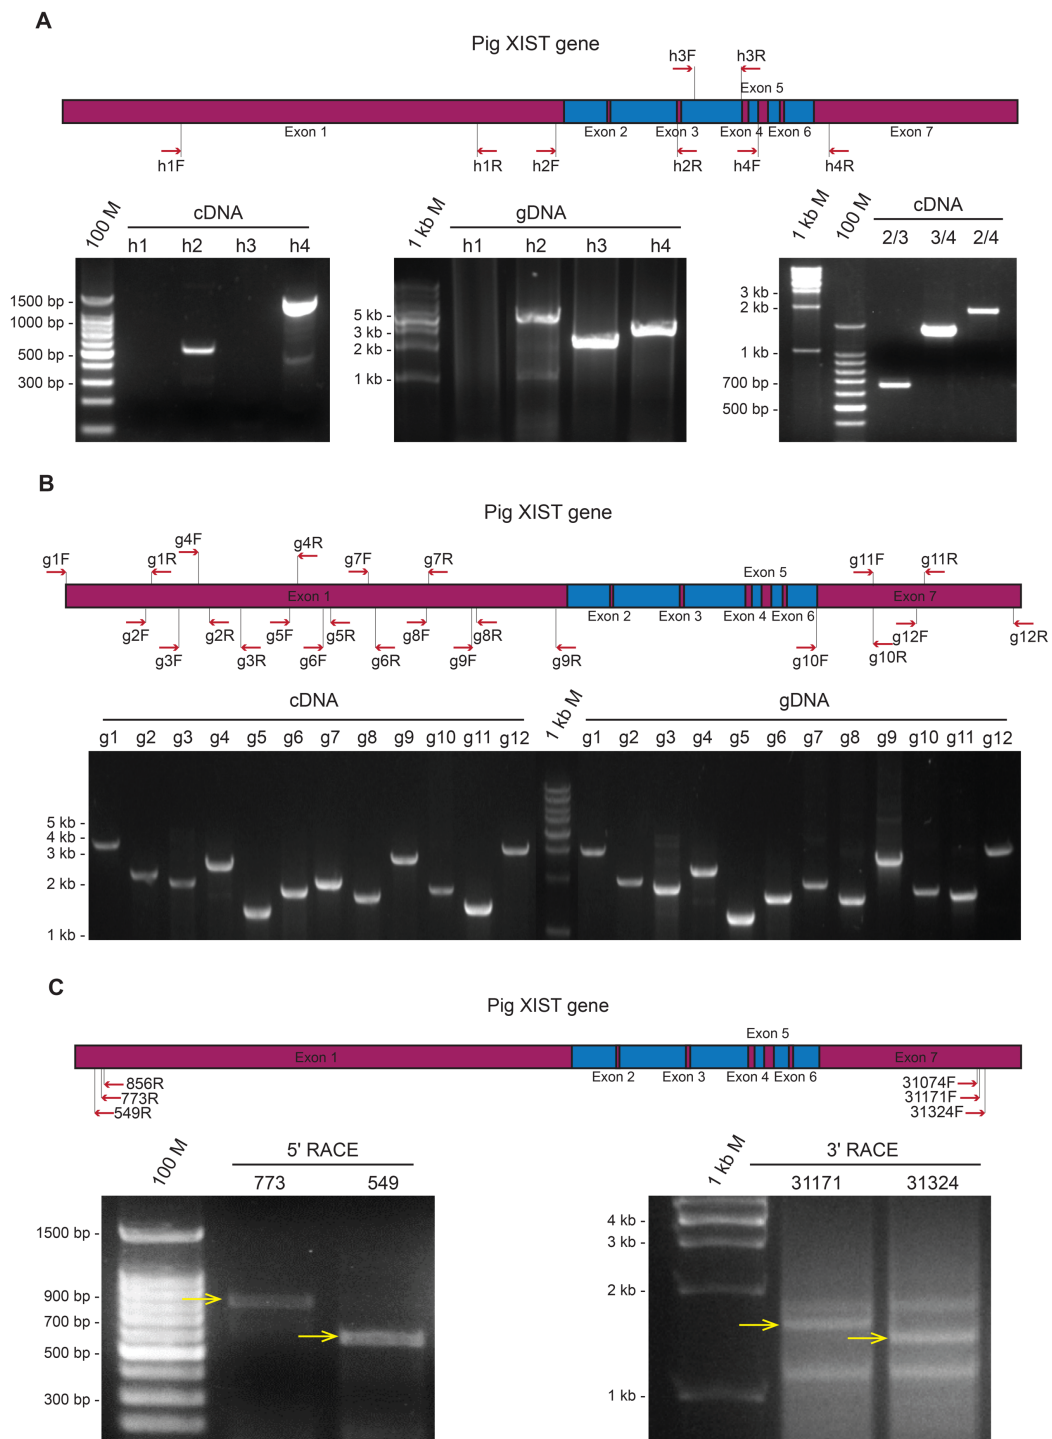 A
Pig XIST gene
h3F h3R
Exon 5
Exon 1 Exon 2 Exon 3 Exon 4 Exon 6 Exon 7
h1F h1R h2F h2R h4F h4R
100 M
cDNA
h1 h2 h3 h4
1500 bp -
1000 bp -
500 bp -
300 bp -
1 kb M
gDNA
h1 h2 h3 h4
5 kb -
3 kb -
2 kb -
1 kb -
1 kb M
100 M
cDNA
2/3 3/4 2/4
3 kb -
2 kb -
1 kb -
700 bp -
500 bp -
B
Pig XIST gene
g1F g1R g4F g4R g7F g7R g11F g11R
Exon 5
Exon 1 Exon 2 Exon 3 Exon 4 Exon 6 Exon 7
g2F g2R g5F g5R g8F g8R g12F g12R
g3F g3R g6F g6R g9F g9R g10F g10R
cDNA
1 kb M
gDNA
g1 g2 g3 g4 g5 g6 g7 g8 g9 g10 g11 g12
g1 g2 g3 g4 g5 g6 g7 g8 g9 g10 g11 g12
5 kb -
4 kb -
3 kb -
2 kb -
1 kb -
C
Pig XIST gene
Exon 5
Exon 1 Exon 2 Exon 3 Exon 4 Exon 6 Exon 7
856R
773R
549R
31074F
31171F
31324F
100 M
5' RACE
773 549
1500 bp -
900 bp -
700 bp -
500 bp -
300 bp -
1 kb M
3' RACE
31171 31324
4 kb -
3 kb -
2 kb -
1 kb -